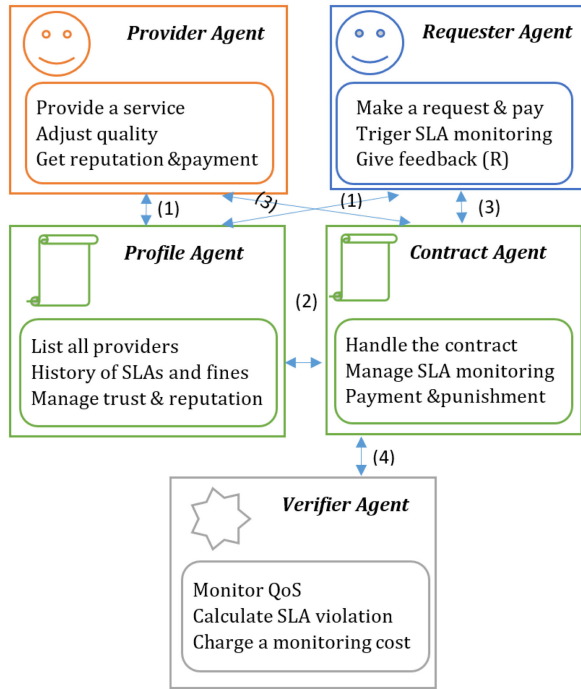 Provider Agent
Provide a service
Adjust quality
Get reputation &payment
Requester Agent
Make a request & pay
Triger SLA monitoring
Give feedback (R)
(1)
(3)
(1)
(3)
Profile Agent
List all providers
History of SLAs and fines
Manage trust & reputation
(2)
Contract Agent
Handle the contract
Manage SLA monitoring
Payment &punishment
(4)
Verifier Agent
Monitor QoS
Calculate SLA violation
Charge a monitoring cost